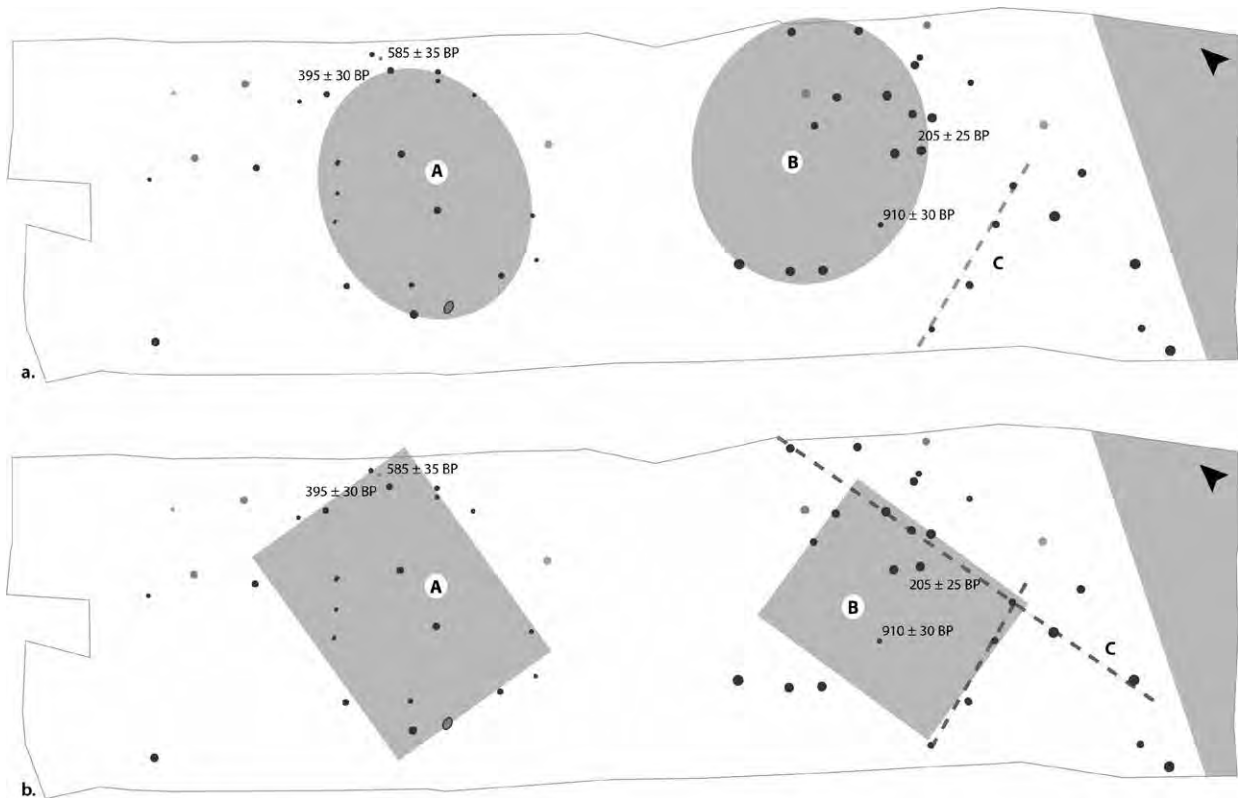 585 ± 35 BP
395 ± 30 BP
A
B
205 ± 25 BP
910 ± 30 BP
C
a.
585 ± 35 BP
395 ± 30 BP
A
205 ± 25 BP
B
910 ± 30 BP
C
b.